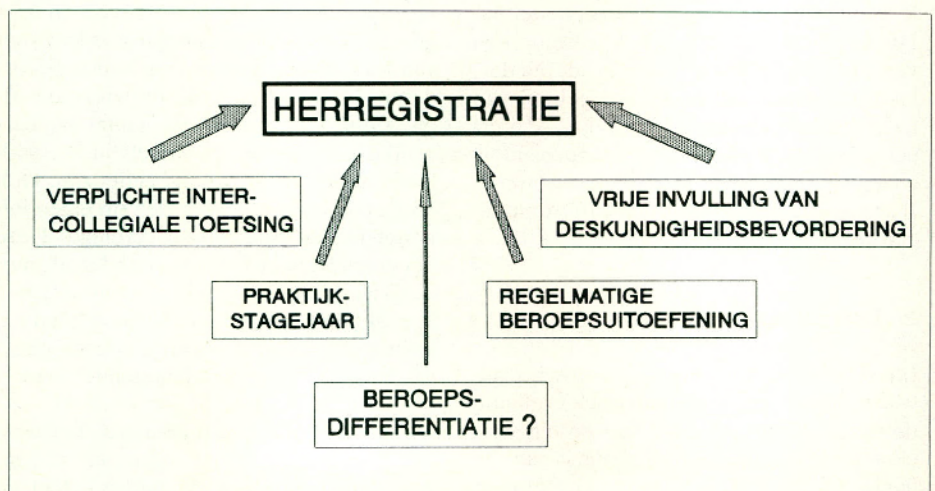 HERREGISTRATIE
VERPLICHTE INTER-
COLLEGIALE TOETSING
VRIJE INVULLING VAN
DESKUNDIGHEIDSBEVORDERING
PRAKTIJK-
STAGEJAAR
REGELMATIGE
BEROEPSUITOEFENING
BEROEPS-
DIFFERENTIATIE ?